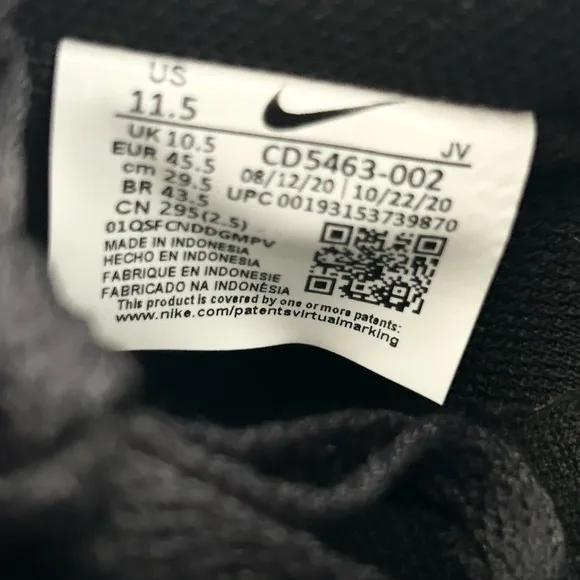 US
11.5
UK 10.5
EUR 45.5
cm 29.5
BR 43.5
CN 295(2.5)
JV
CD5463-002
08/12/20 | 10/22/20
UPC 00193153739870
01QSFCNDDGMPV
MADE IN INDONESIA
HECHO EN INDONESIA
FABRIQUE EN INDONESIE
FABRICADO NA INDONÉSIA
This product is covered by one or more patents:
www.nike.com/patentsvirtualmarking